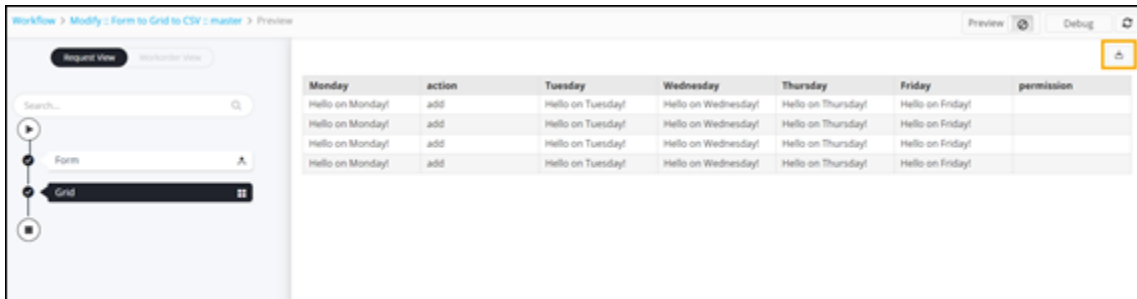 Workflow > Modify :: Form to Grid to CSV :: master > Preview
Preview Debug
Request View Workorder View
Search...
Form
Grid
Monday action Tuesday Wednesday Thursday Friday permission
Hello on Monday! add Hello on Tuesday! Hello on Wednesday! Hello on Thursday! Hello on Friday!
Hello on Monday! add Hello on Tuesday! Hello on Wednesday! Hello on Thursday! Hello on Friday!
Hello on Monday! add Hello on Tuesday! Hello on Wednesday! Hello on Thursday! Hello on Friday!
Hello on Monday! add Hello on Tuesday! Hello on Wednesday! Hello on Thursday! Hello on Friday!